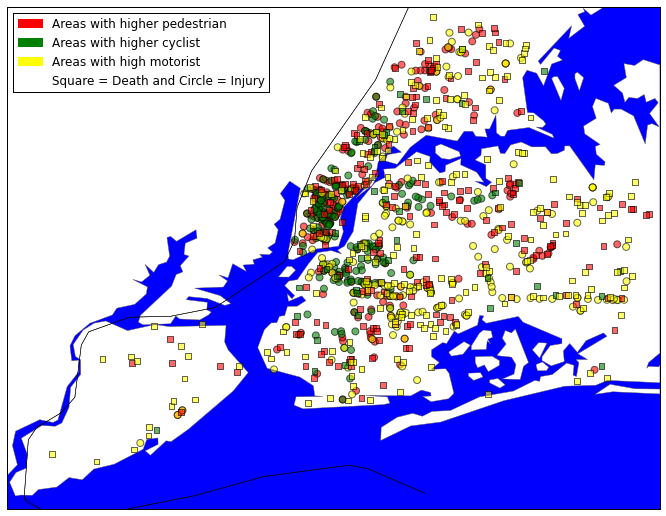 Areas with higher pedestrian
Areas with higher cyclist
Areas with high motorist
Square = Death and Circle = Injury